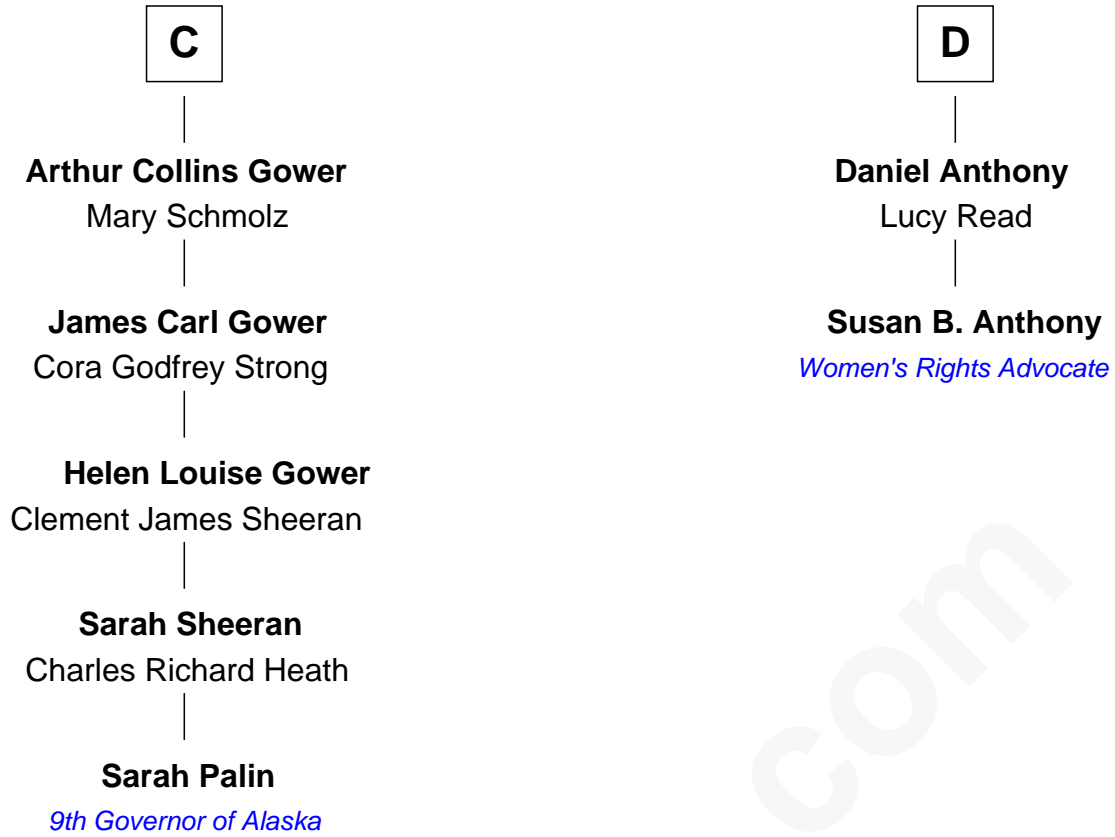 C
Arthur Collins Gower
Mary Schmolz
James Carl Gower
Cora Godfrey Strong
Helen Louise Gower
Clement James Sheeran
Sarah Sheeran
Charles Richard Heath
Sarah Palin
9th Governor of Alaska
D
Daniel Anthony
Lucy Read
Susan B. Anthony
Women's Rights Advocate
com